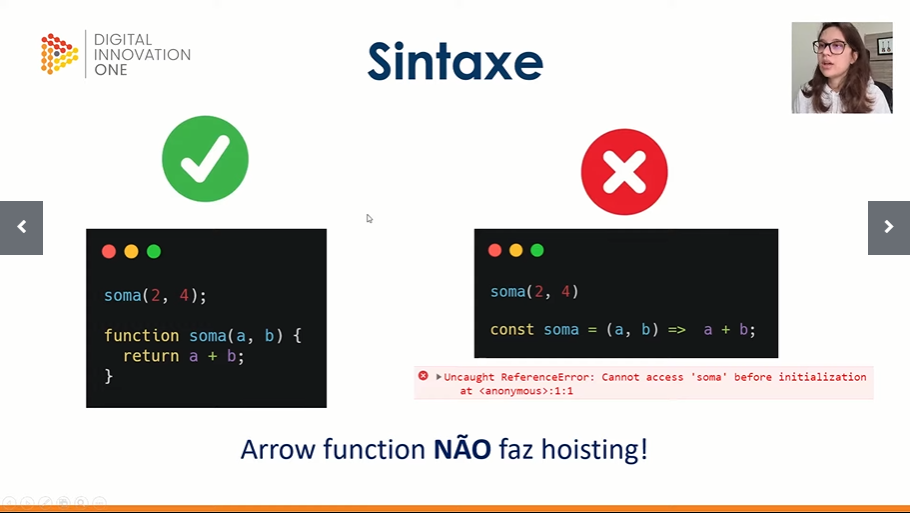 DIGITAL
INNOVATION
ONE
Sintaxe
soma(2, 4);
function soma(a, b) {
return a + b;
}
soma(2, 4)
const soma = (a, b) => a + b;
Uncaught ReferenceError: Cannot access 'soma' before initialization
at <anonymous>:1:1
Arrow function NÃO faz hoisting!